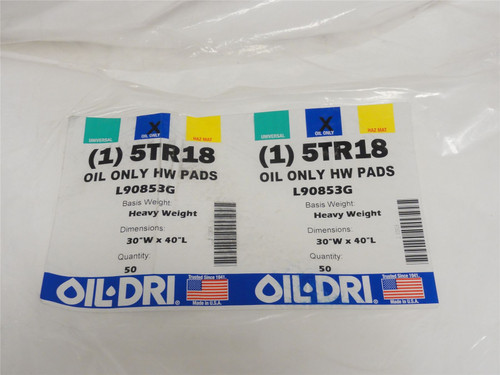 UNIVERSAL X OIL ONLY HAZ MAT
(1) 5TR18
OIL ONLY HW PADS
L90853G
Basis Weight
Heavy Weight
Dimensions:
30"W x 40"L
Quantity:
50
OIL-DRI®
Trusted Since 1941.
Made in U.S.A.
UNIVERSAL X OIL ONLY HAZ MAT
(1) 5TR18
OIL ONLY HW PADS
L90853G
Basis Weight
Heavy Weight
Dimensions:
30"W x 40"L
Quantity:
50
OIL-DRI®
Trusted Since 1941.
Made in U.S.A.